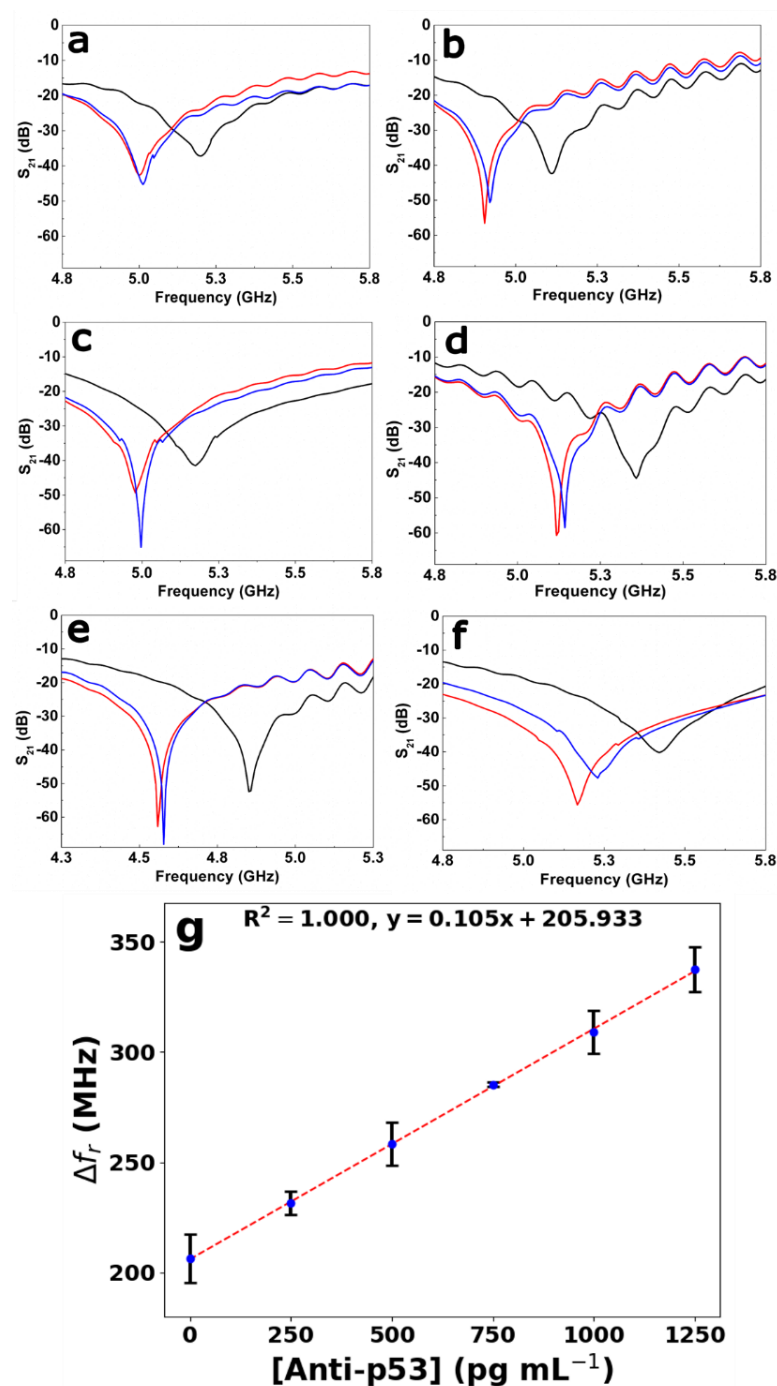 a
0
-10
-20
-30
-40
-50
-60
S21 (dB)
4.8 5.0 5.3 5.5 5.8
Frequency (GHz)
b
0
-10
-20
-30
-40
-50
-60
S21 (dB)
4.8 5.0 5.3 5.5 5.8
Frequency (GHz)
c
0
-10
-20
-30
-40
-50
-60
S21 (dB)
4.8 5.0 5.3 5.5 5.8
Frequency (GHz)
d
0
-10
-20
-30
-40
-50
-60
S21 (dB)
4.8 5.0 5.3 5.5 5.8
Frequency (GHz)
e
0
-10
-20
-30
-40
-50
-60
S21 (dB)
4.3 4.5 4.8 5.0 5.3
Frequency (GHz)
f
0
-10
-20
-30
-40
-50
-60
S21 (dB)
4.8 5.0 5.3 5.5 5.8
Frequency (GHz)
g
R² = 1.000, y = 0.105x + 205.933
350
300
250
200
Δfr (MHz)
0 250 500 750 1000 1250
[Anti-p53] (pg mL⁻¹)